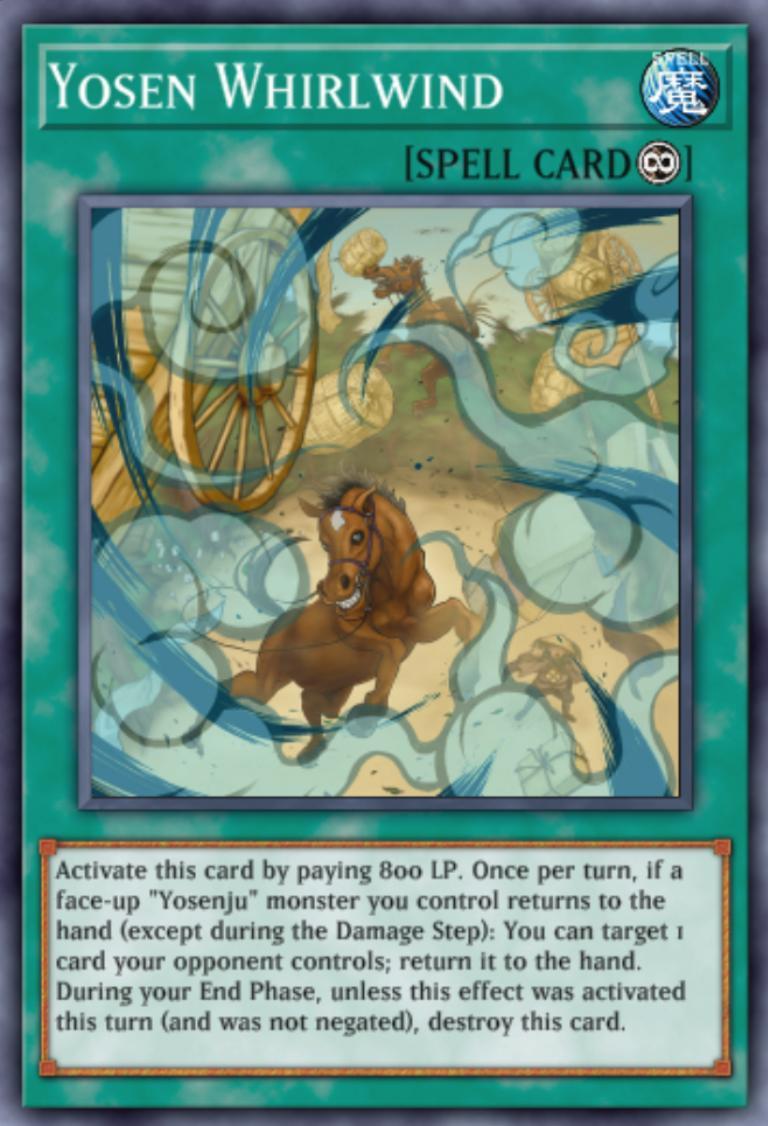 Yosen Whirlwind
SPELL
魔
[SPELL CARD♾]
Activate this card by paying 800 LP. Once per turn, if a
face-up "Yosenju" monster you control returns to the
hand (except during the Damage Step): You can target 1
card your opponent controls; return it to the hand.
During your End Phase, unless this effect was activated
this turn (and was not negated), destroy this card.